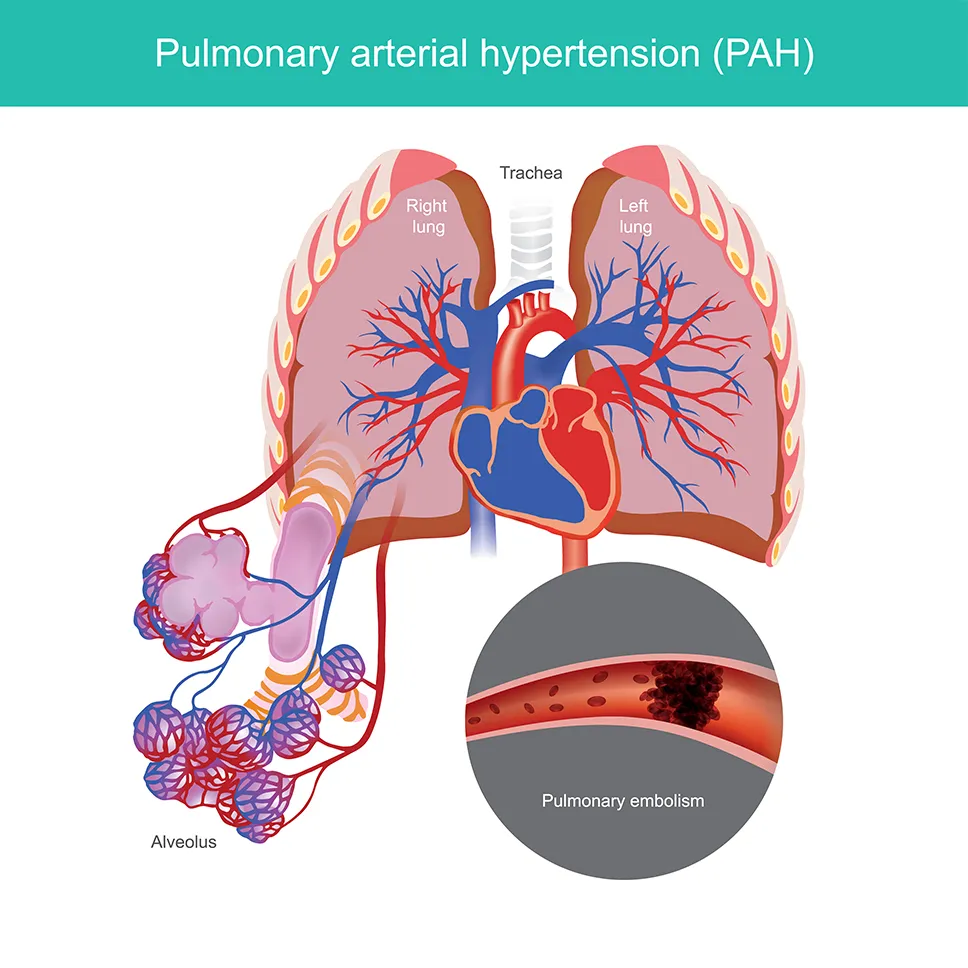 Pulmonary arterial hypertension (PAH)
Trachea
Right
lung
Left
lung
Pulmonary embolism
Alveolus